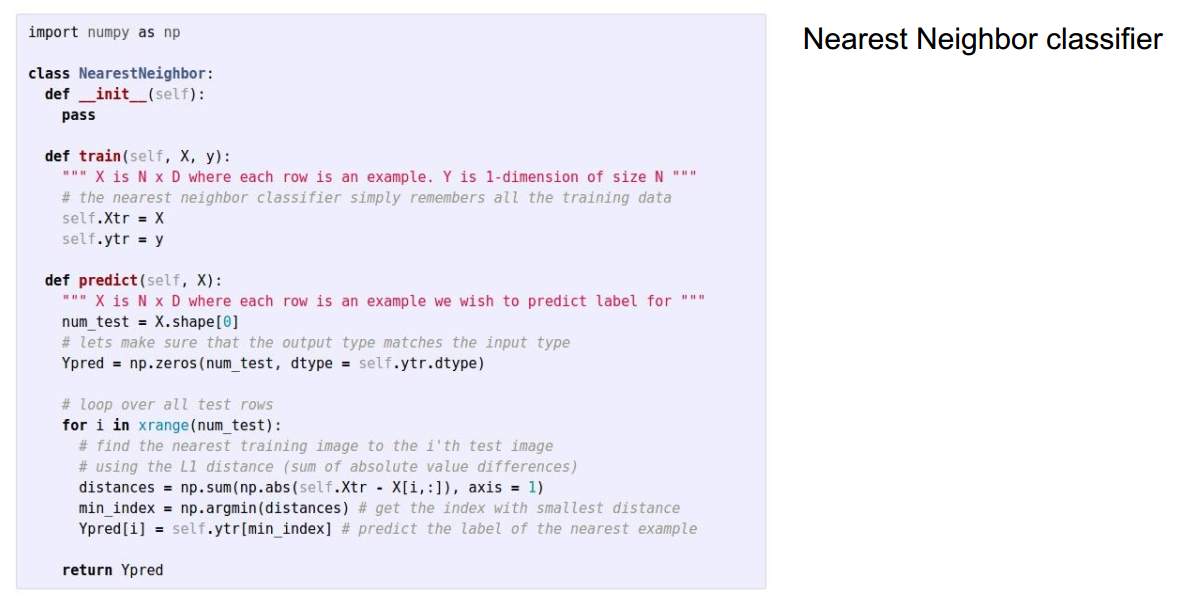 import numpy as np
class NearestNeighbor:
def __init__(self):
pass
def train(self, X, y):
""" X is N x D where each row is an example. Y is 1-dimension of size N """
# the nearest neighbor classifier simply remembers all the training data
self.Xtr = X
self.ytr = y
def predict(self, X):
""" X is N x D where each row is an example we wish to predict label for """
num_test = X.shape[0]
# lets make sure that the output type matches the input type
Ypred = np.zeros(num_test, dtype = self.ytr.dtype)
# loop over all test rows
for i in xrange(num_test):
# find the nearest training image to the i'th test image
# using the L1 distance (sum of absolute value differences)
distances = np.sum(np.abs(self.Xtr - X[i,:]), axis = 1)
min_index = np.argmin(distances) # get the index with smallest distance
Ypred[i] = self.ytr[min_index] # predict the label of the nearest example
return Ypred
Nearest Neighbor classifier